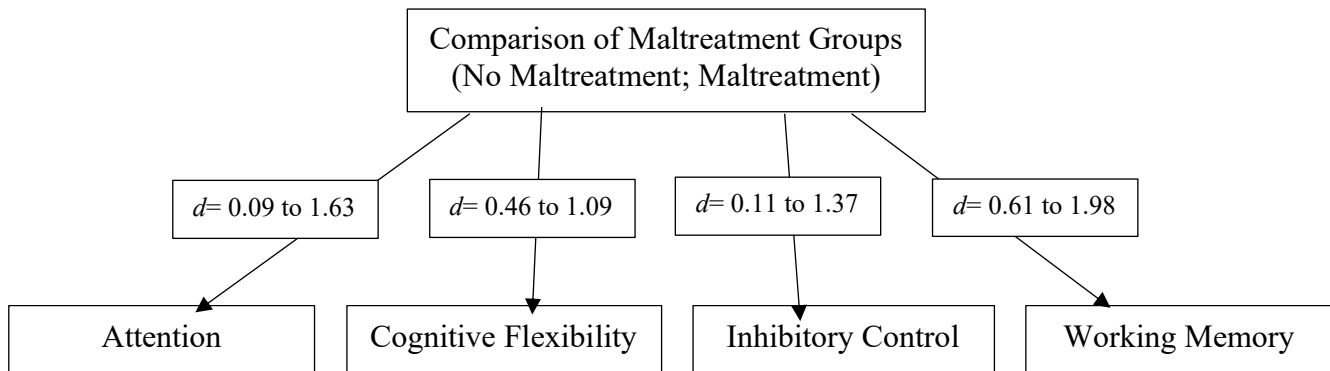 Comparison of Maltreatment Groups
(No Maltreatment; Maltreatment)
d= 0.09 to 1.63
d= 0.46 to 1.09
d= 0.11 to 1.37
d= 0.61 to 1.98
Attention
Cognitive Flexibility
Inhibitory Control
Working Memory